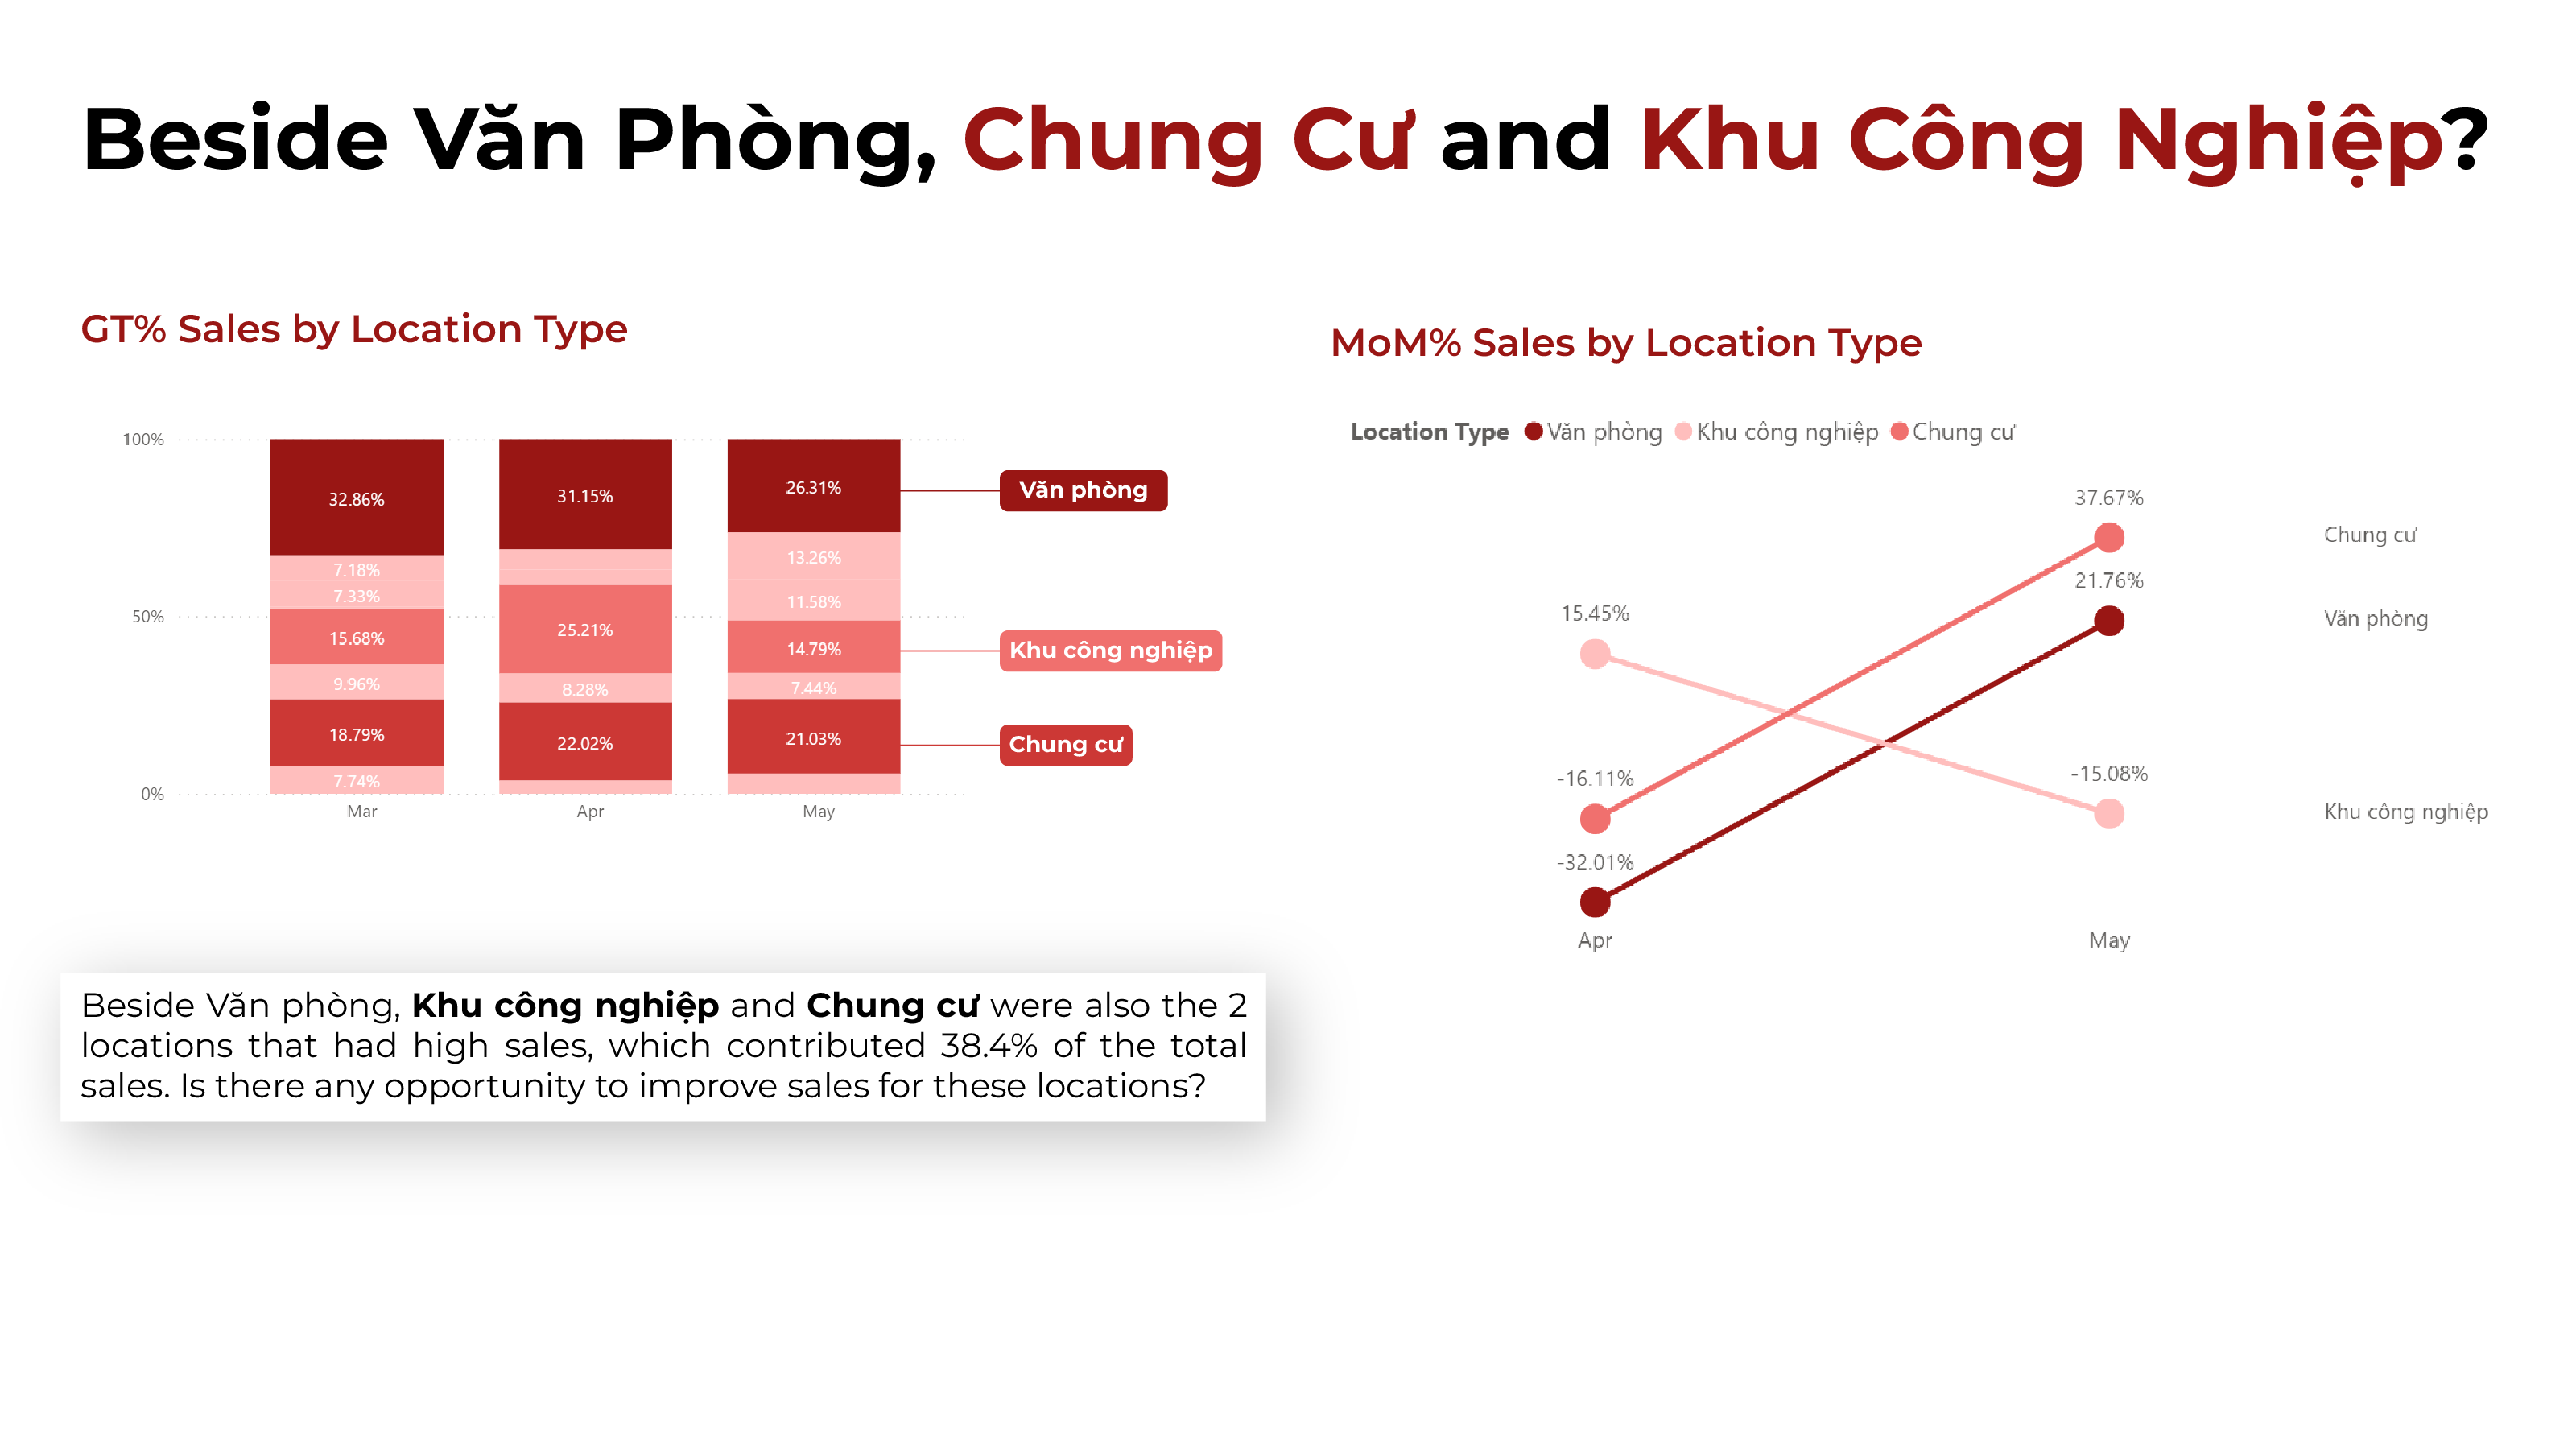 Beside Văn Phòng, Chung Cư and Khu Công Nghiệp?
GT% Sales by Location Type
100%
50%
0%
32.86%
7.18%
7.33%
15.68%
9.96%
18.79%
7.74%
Mar
31.15%
25.21%
8.28%
22.02%
Apr
26.31%
13.26%
11.58%
14.79%
7.44%
21.03%
May
Văn phòng
Khu công nghiệp
Chung cư
Beside Văn phòng, Khu công nghiệp and Chung cư were also the 2
locations that had high sales, which contributed 38.4% of the total
sales. Is there any opportunity to improve sales for these locations?
MoM% Sales by Location Type
Location Type Văn phòng Khu công nghiệp Chung cư
37.67%
Chung cư
21.76%
15.45%
Văn phòng
-16.11%
-15.08%
Khu công nghiệp
-32.01%
Apr
May